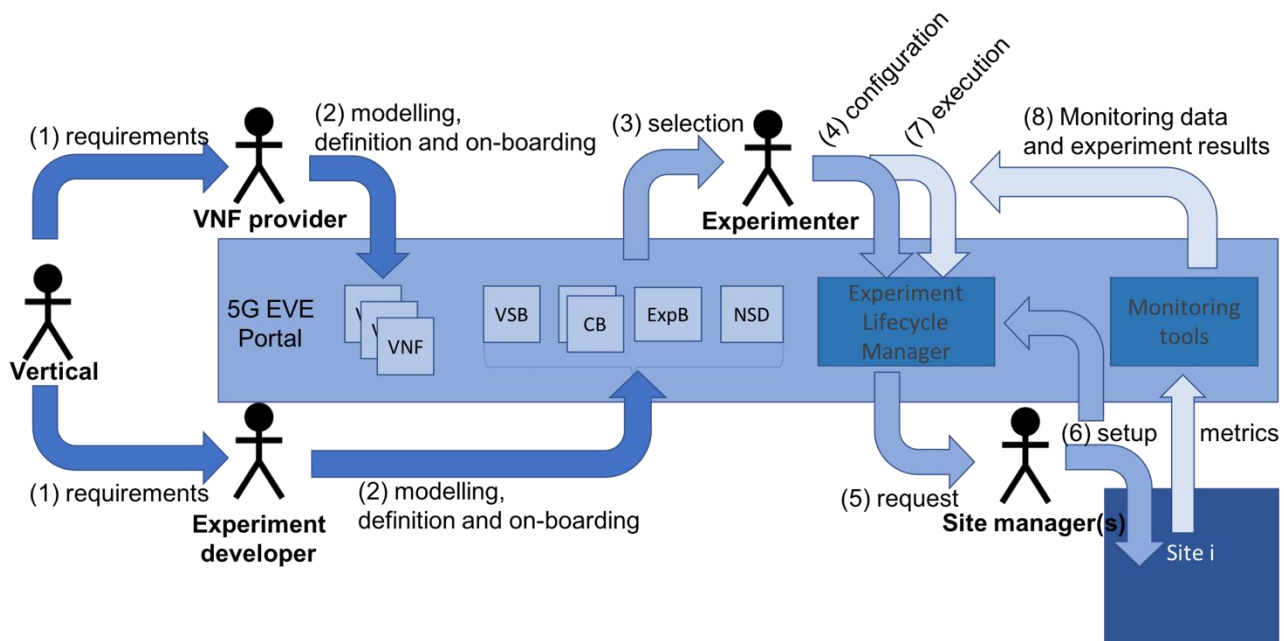 (1) requirements
VNF provider
(2) modelling,
definition and on-boarding
(3) selection
Experimenter
(4) configuration
(7) execution
(8) Monitoring data
and experiment results
Vertical
5G EVE
Portal
V
V
VNF
VSB
CB
ExpB
NSD
Experiment
Lifecycle
Manager
Monitoring
tools
(1) requirements
Experiment
developer
(2) modelling,
definition and on-boarding
(5) request
Site manager(s)
(6) setup
metrics
Site i